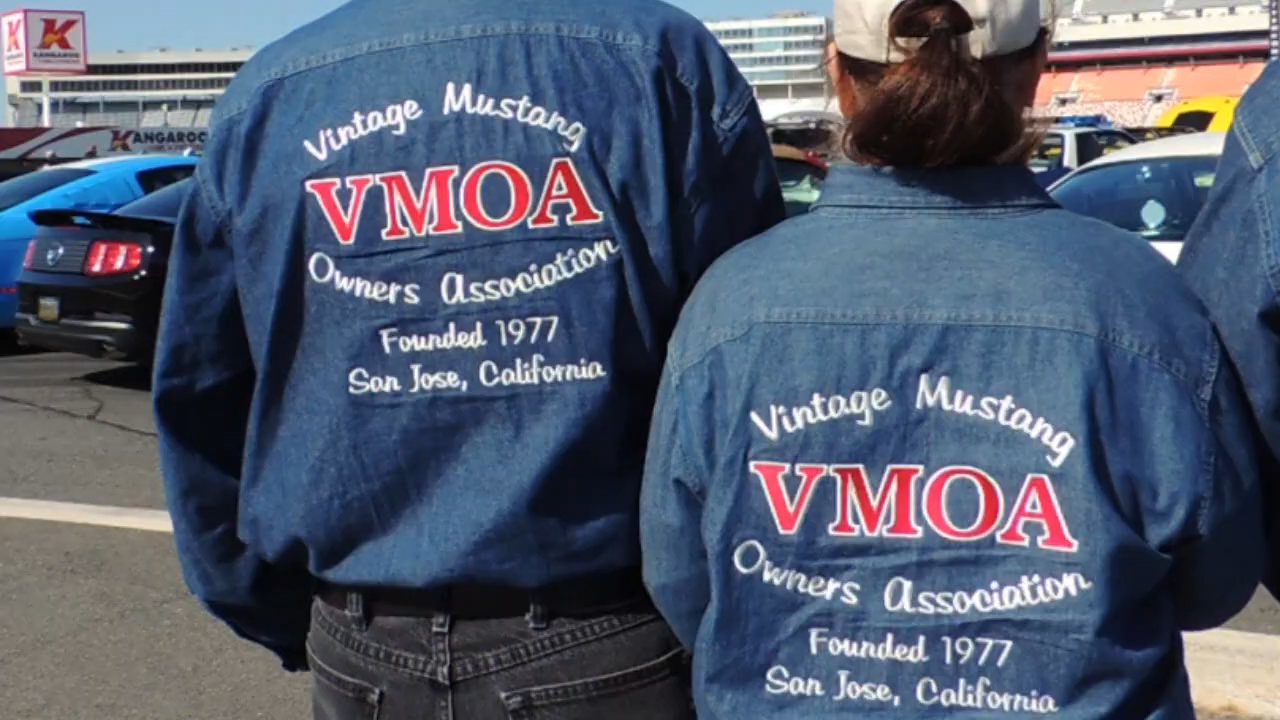 K
KANGAROO
KANGAROO
Vintage Mustang
VMOA
Owners Association
Founded 1977
San Jose, California
Vintage Mustang
VMOA
Owners Association
Founded 1977
San Jose, California